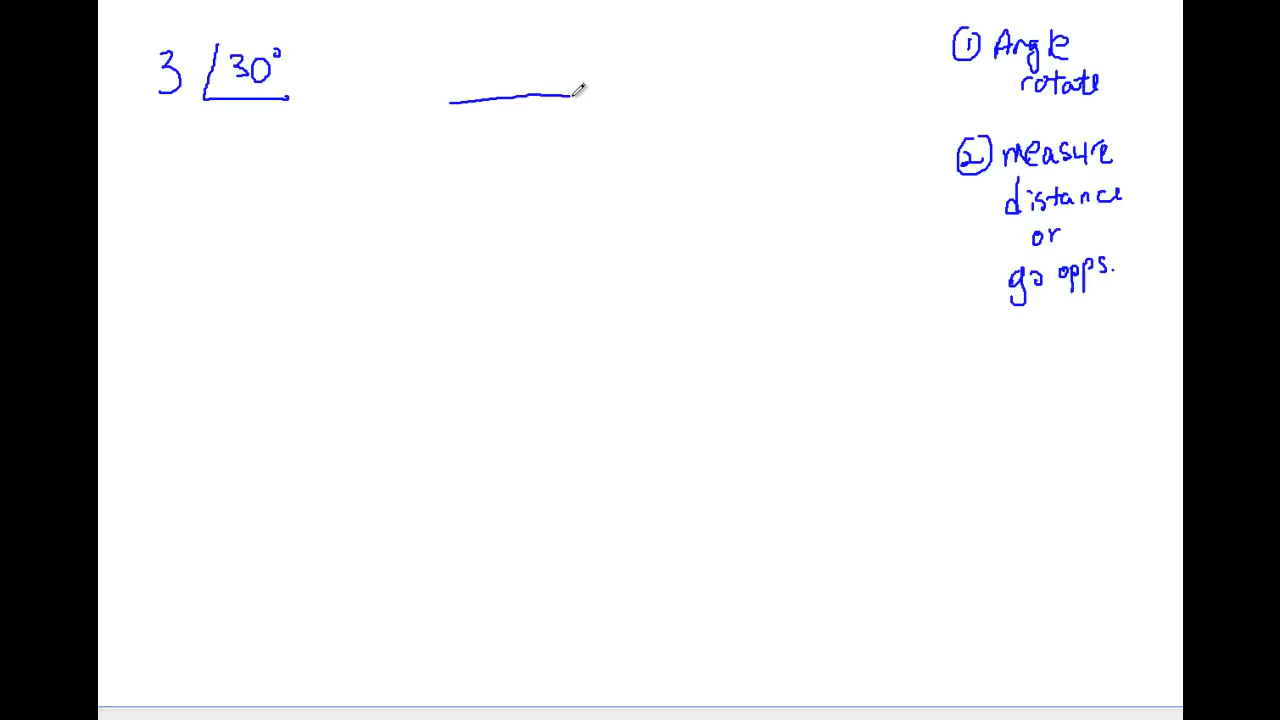 3 ∠30°
① Angle
rotate
② measure
distance
or
go opps.